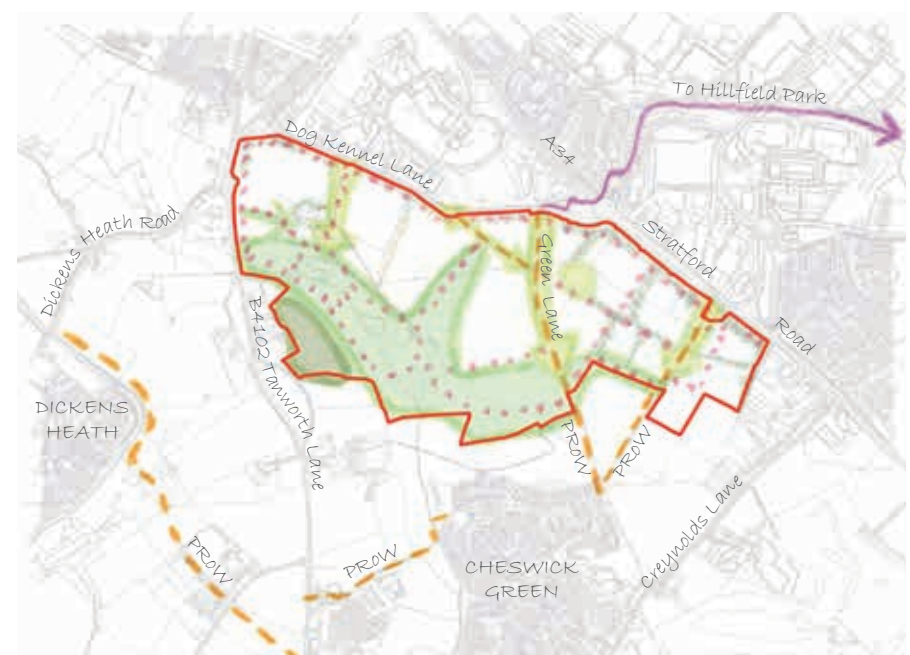 To Hillfield Park
Dog Kennel Lane
A34
Dickens Heath Road
Stratford
Road
Green Lane
B4102 Tanworth Lane
DICKENS
HEATH
PRoW
PRoW
PRoW
PRoW
Creynolds Lane
CHESWICK
GREEN